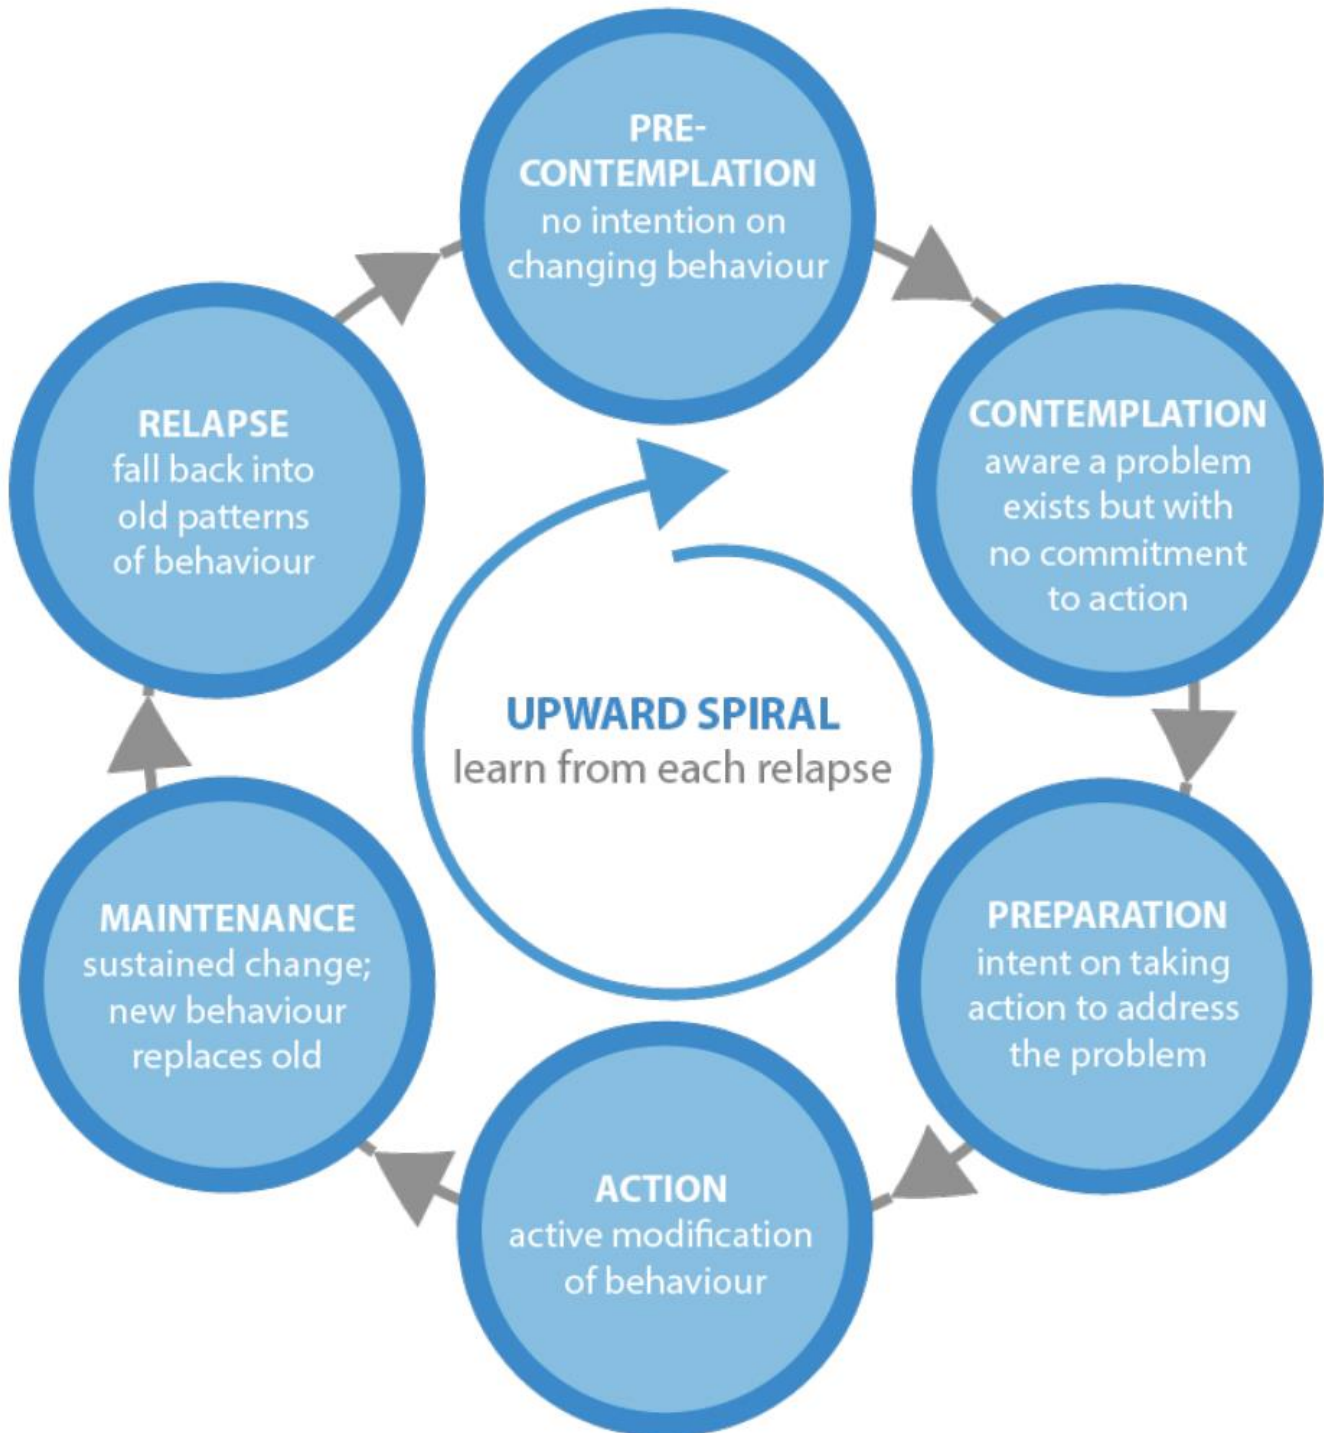 PRE-
CONTEMPLATION
no intention on
changing behaviour
CONTEMPLATION
aware a problem
exists but with
no commitment
to action
PREPARATION
intent on taking
action to address
the problem
ACTION
active modification
of behaviour
MAINTENANCE
sustained change;
new behaviour
replaces old
RELAPSE
fall back into
old patterns
of behaviour
UPWARD SPIRAL
learn from each relapse